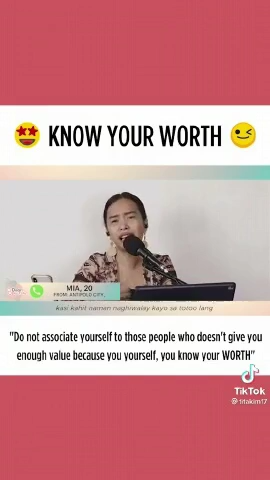 KNOW YOUR WORTH
MIA, 20
FROM: ANTIPOLO CITY,
kasi kahit namen naghiwalay kayo sa totoo lang
"Do not associate yourself to those people who doesn't give you
enough value because you yourself, you know your WORTH"
TikTok
@titakim17